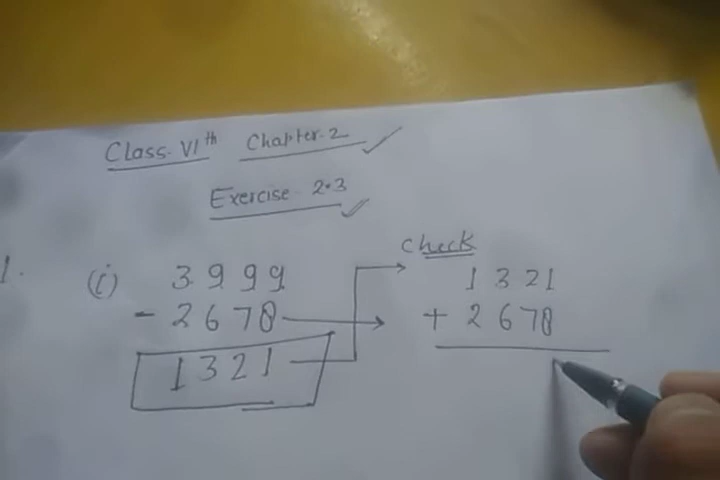 Class. VIth Chapter-2
Exercise 2.3
1. (i) 3999
- 2678
1321
Check
1321
+ 2678